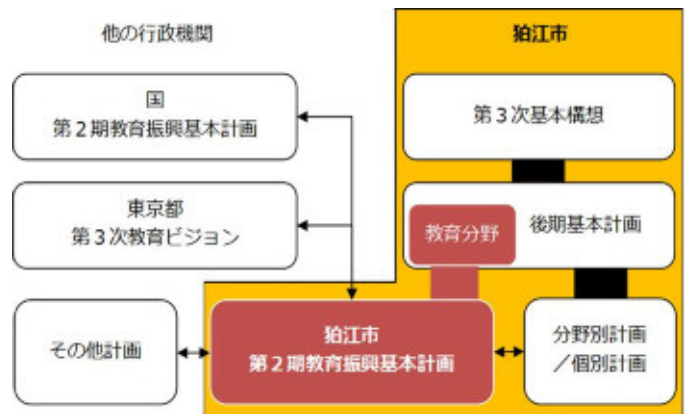 他の行政機関
狛江市
国
第２期教育振興基本計画
第３次基本構想
東京都
第３次教育ビジョン
教育分野
後期基本計画
その他計画
狛江市
第２期教育振興基本計画
分野別計画
／個別計画